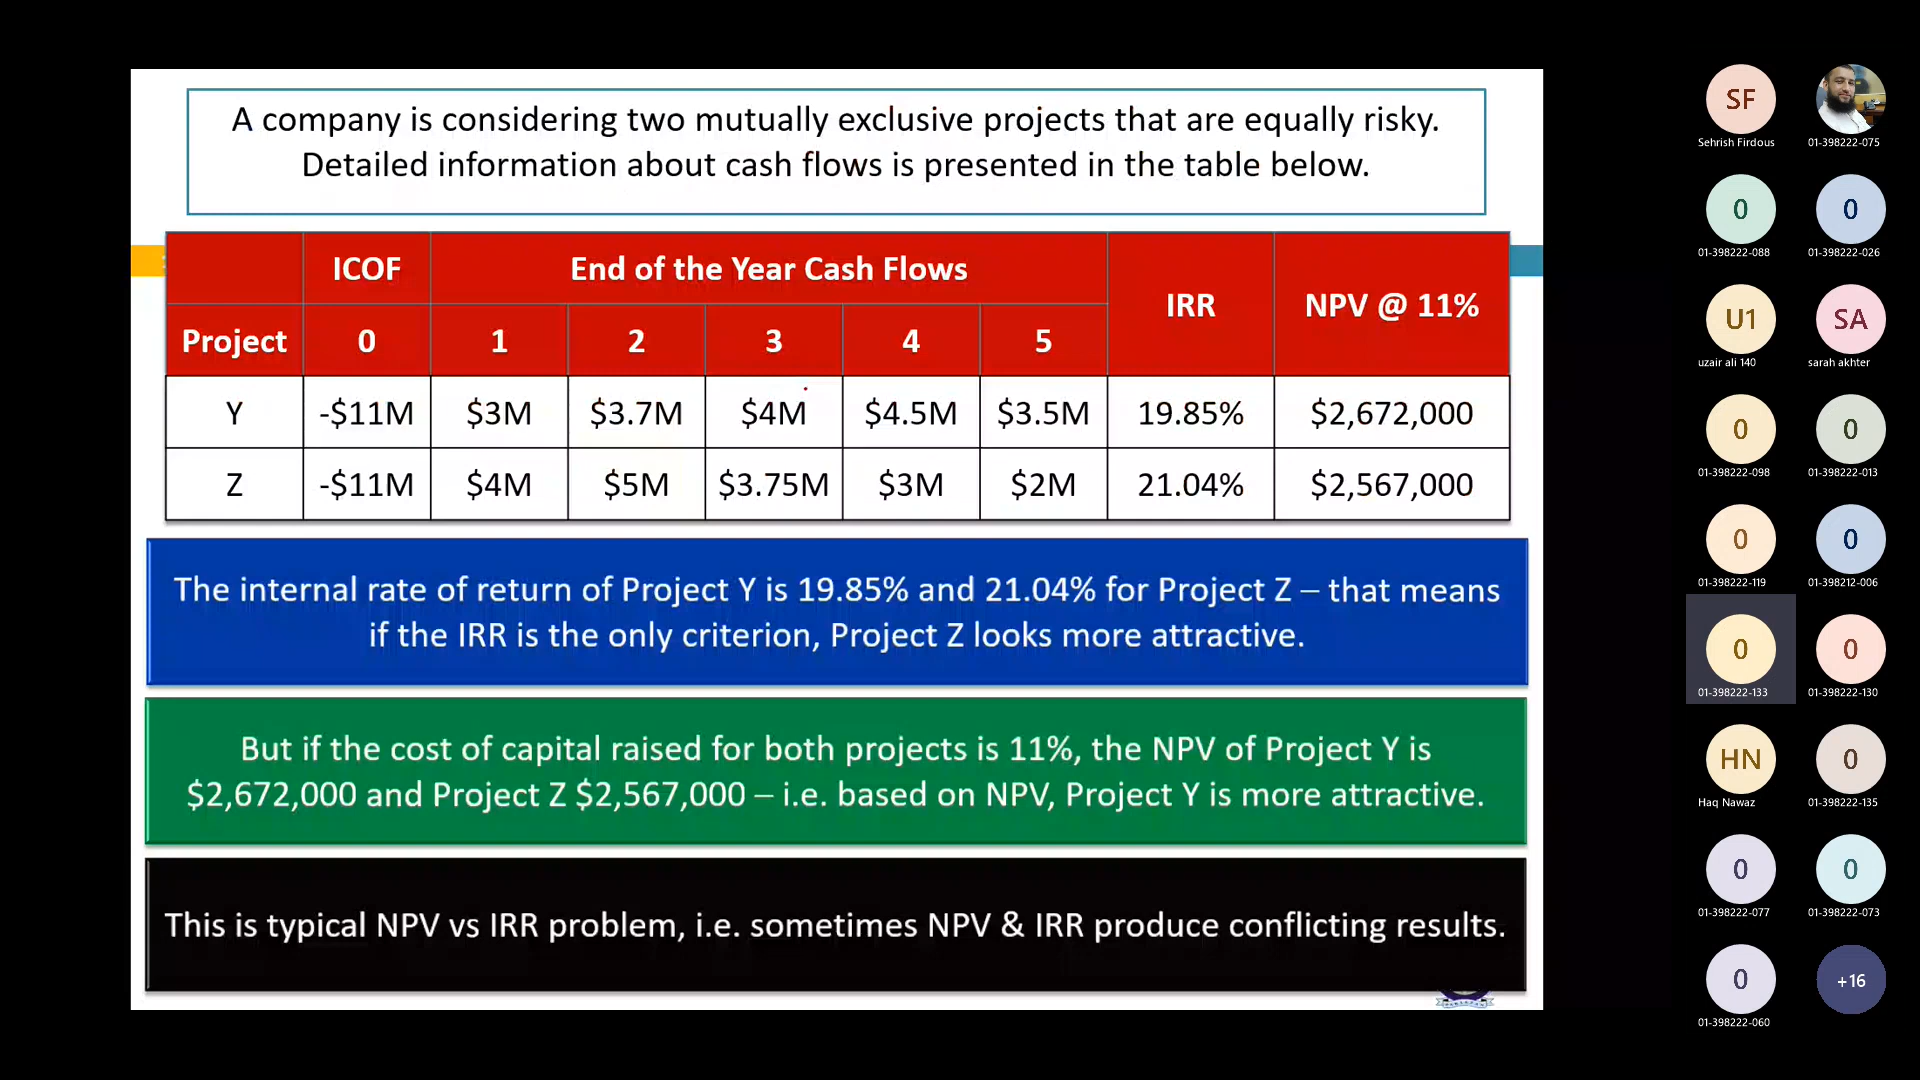 A company is considering two mutually exclusive projects that are equally risky.
Detailed information about cash flows is presented in the table below.
ICOF End of the Year Cash Flows IRR NPV @ 11%
Project 0 1 2 3 4 5
Y -$11M $3M $3.7M $4M $4.5M $3.5M 19.85% $2,672,000
Z -$11M $4M $5M $3.75M $3M $2M 21.04% $2,567,000
The internal rate of return of Project Y is 19.85% and 21.04% for Project Z – that means
if the IRR is the only criterion, Project Z looks more attractive.
But if the cost of capital raised for both projects is 11%, the NPV of Project Y is
$2,672,000 and Project Z $2,567,000 – i.e. based on NPV, Project Y is more attractive.
This is typical NPV vs IRR problem, i.e. sometimes NPV & IRR produce conflicting results.
SF
Sehrish Firdous 01-398222-075
0 0
01-398222-088 01-398222-026
U1 SA
uzair ali 140 sarah akhter
0 0
01-398222-098 01-398222-013
0 0
01-398222-119 01-398212-006
0 0
01-398222-133 01-398222-130
HN 0
Haq Nawaz 01-398222-135
0 0
01-398222-077 01-398222-073
0 +16
01-398222-060